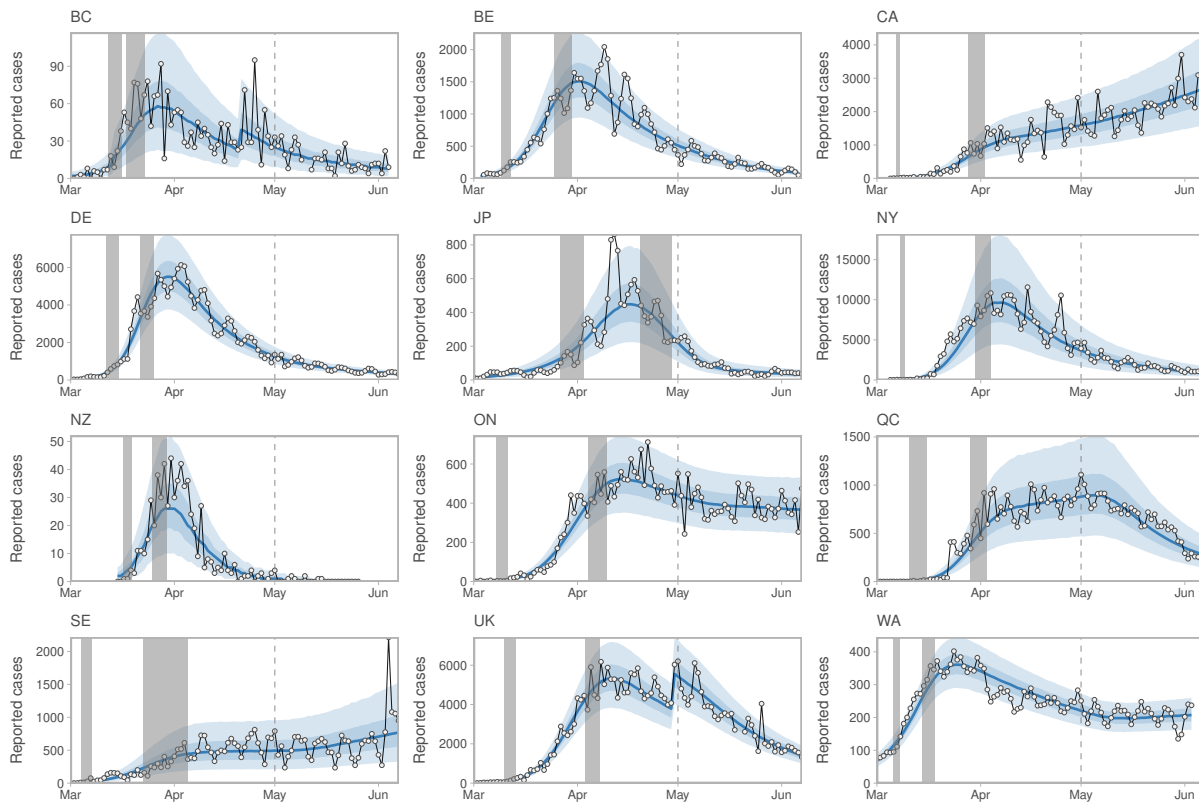 BC
Reported cases
90
60
30
0
Mar
Apr
May
Jun
BE
Reported cases
2000
1500
1000
500
0
Mar
Apr
May
Jun
CA
Reported cases
4000
3000
2000
1000
0
Mar
Apr
May
Jun
DE
Reported cases
6000
4000
2000
0
Mar
Apr
May
Jun
JP
Reported cases
800
600
400
200
0
Mar
Apr
May
Jun
NY
Reported cases
15000
10000
5000
0
Mar
Apr
May
Jun
NZ
Reported cases
50
40
30
20
10
0
Mar
Apr
May
Jun
ON
Reported cases
600
400
200
0
Mar
Apr
May
Jun
QC
Reported cases
1500
1000
500
0
Mar
Apr
May
Jun
SE
Reported cases
2000
1500
1000
500
0
Mar
Apr
May
Jun
UK
Reported cases
6000
4000
2000
0
Mar
Apr
May
Jun
WA
Reported cases
400
300
200
100
0
Mar
Apr
May
Jun